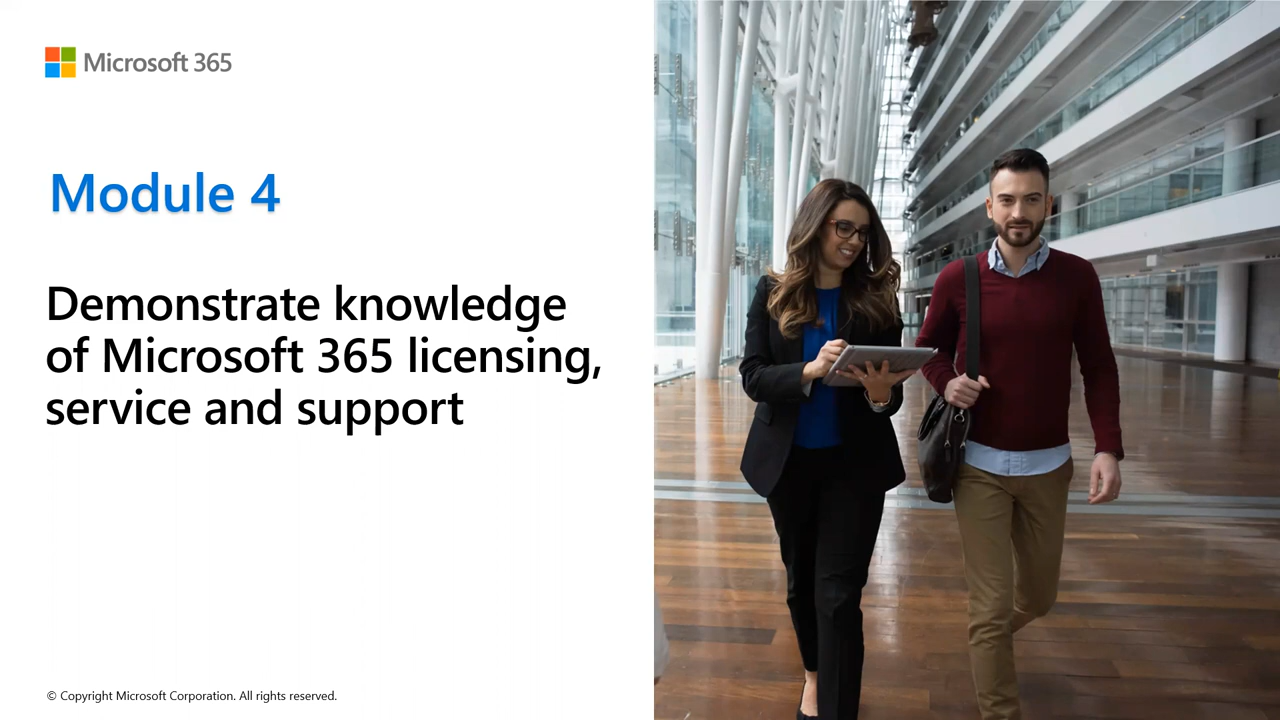 Microsoft 365
Module 4
Demonstrate knowledge
of Microsoft 365 licensing,
service and support
© Copyright Microsoft Corporation. All rights reserved.